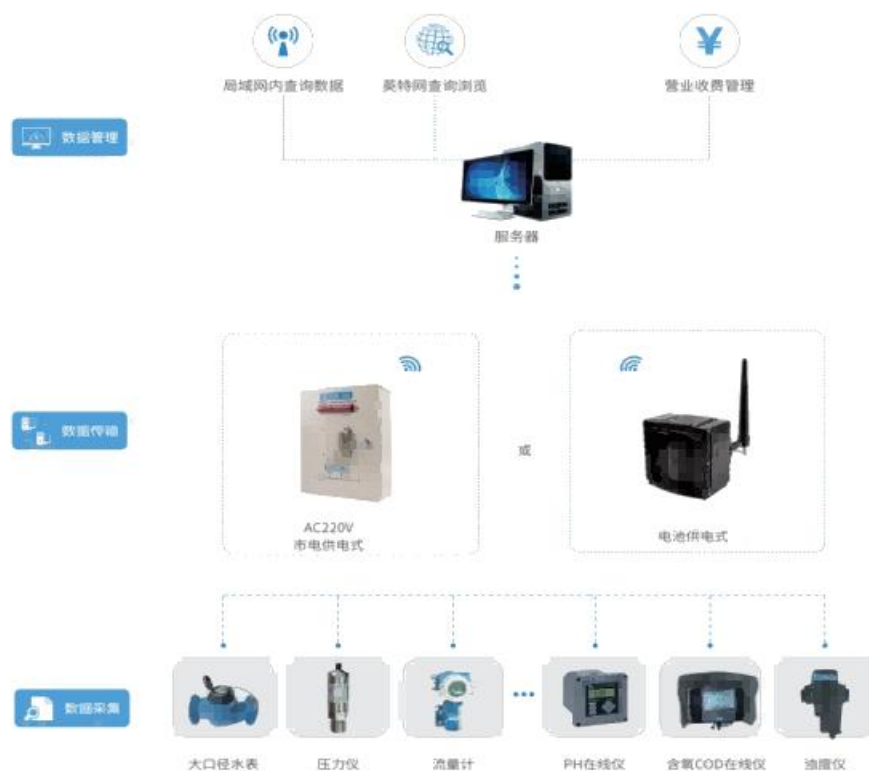 局域网内查询数据
英特网查询浏览
营业收费管理
数据管理
服务器
数据传输
或
AC220V
市电供电式
电池供电式
数据采集
大口径水表
压力仪
流量计
PH在线仪
含氧COD在线仪